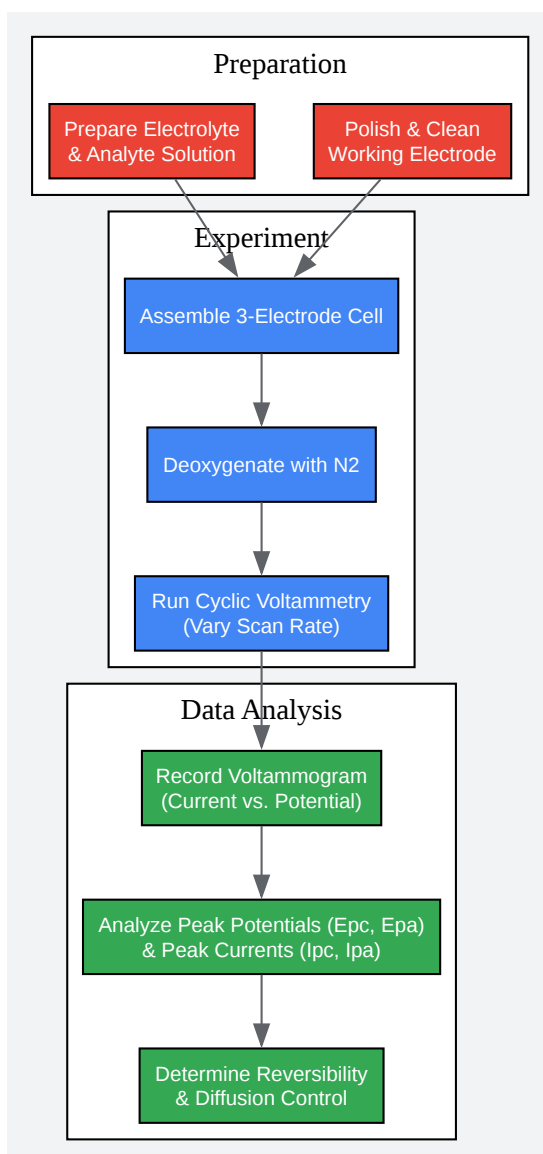 Preparation
Prepare Electrolyte
& Analyte Solution
Polish & Clean
Working Electrode
Experiment
Assemble 3-Electrode Cell
Deoxygenate with N2
Run Cyclic Voltammetry
(Vary Scan Rate)
Data Analysis
Record Voltammogram
(Current vs. Potential)
Analyze Peak Potentials (Epc, Epa)
& Peak Currents (Ipc, Ipa)
Determine Reversibility
& Diffusion Control